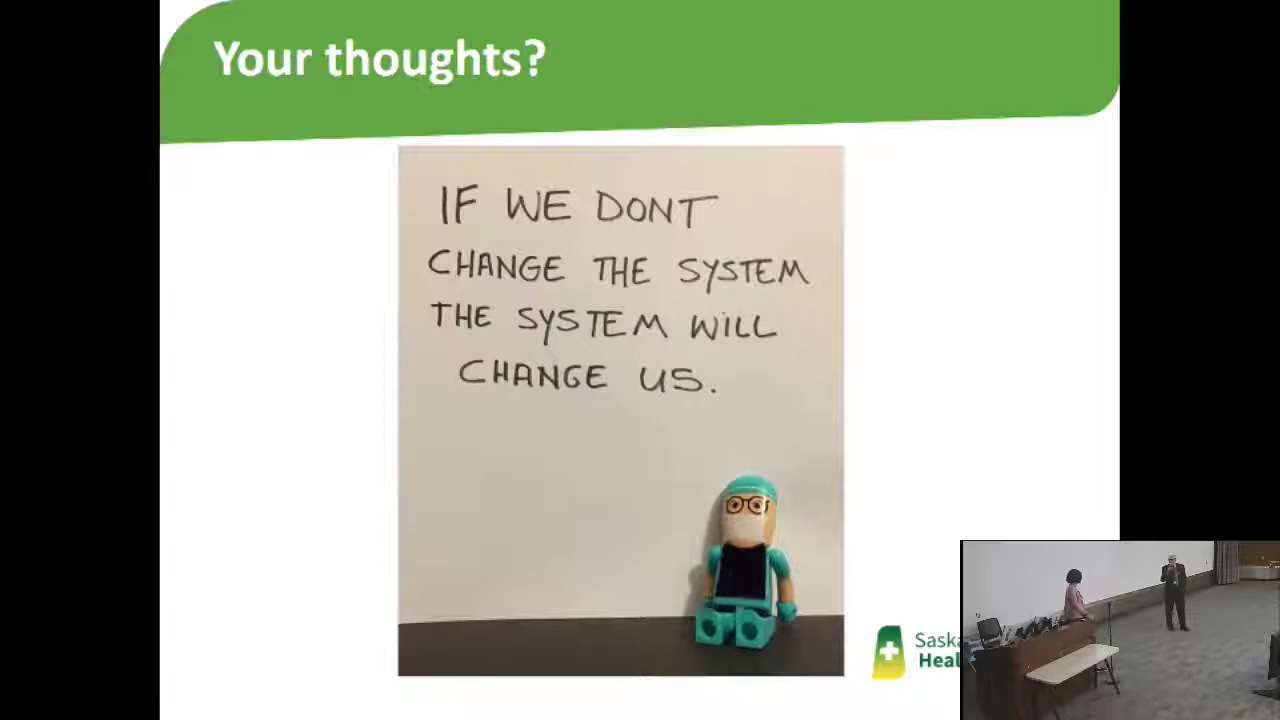 Your thoughts?
IF WE DONT
CHANGE THE SYSTEM
THE SYSTEM WILL
CHANGE US.